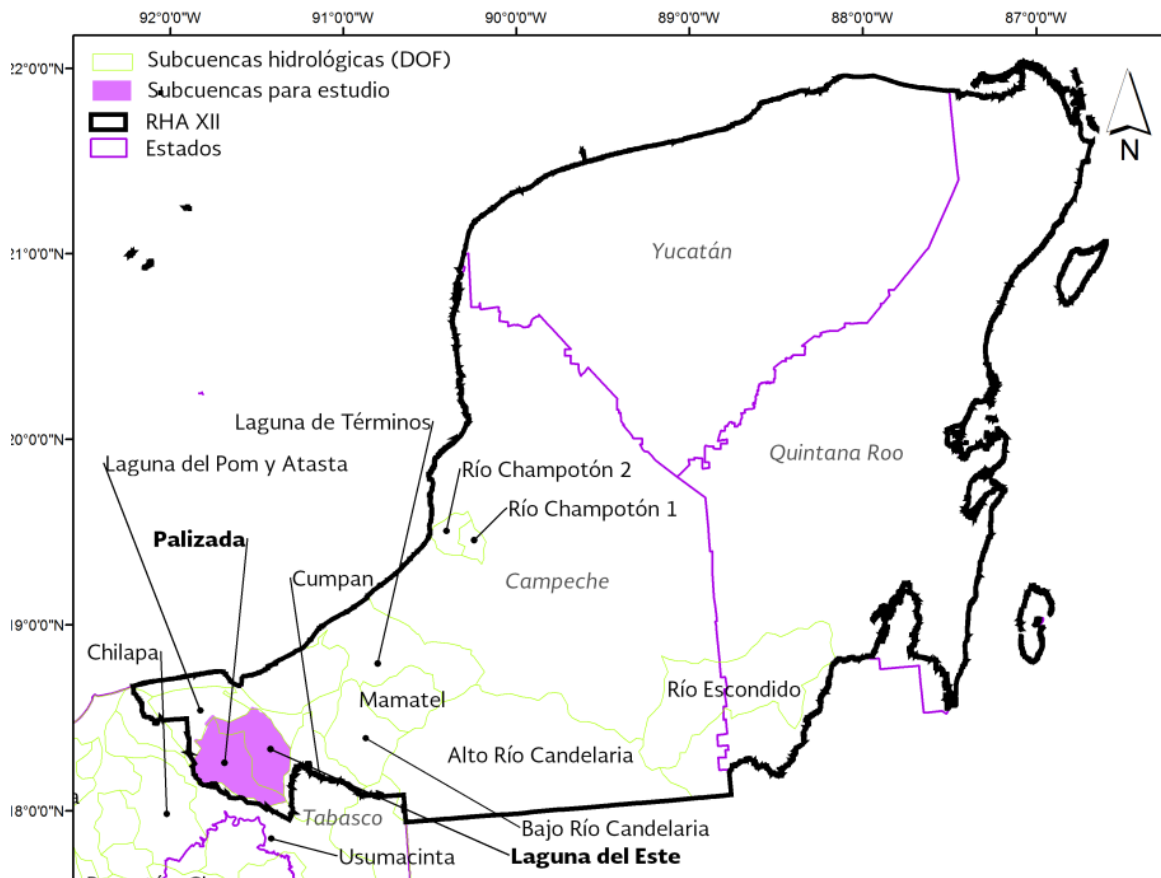 92°0'0"W
91°0'0"W
90°0'0"W
89°0'0"W
88°0'0"W
87°0'0"W
22°0'0"N
Subcuencas hidrológicas (DOF)
Subcuencas para estudio
RHA XII
Estados
N
21°0'0"N
Yucatán
20°0'0"N
Laguna de Términos
Quintana Roo
Laguna del Pom y Atasta
Río Champotón 2
Río Champotón 1
Palizada
Cumpan
Campeche
19°0'0"N
Chilapa
Mamatel
Río Escondido
Alto Río Candelaria
18°0'0"N
Tabasco
Bajo Río Candelaria
Usumacinta
Laguna del Este